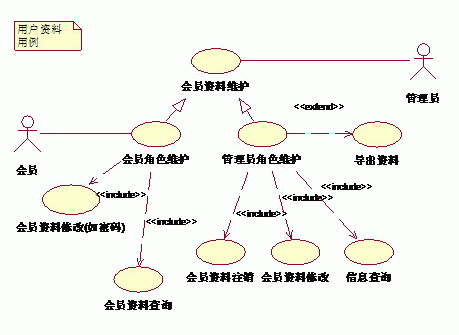 用户资料
用例
会员资料维护
管理员
<<extend>>
会员
会员角色维护
管理员角色维护
导出资料
<<include>>
<<include>>
<<include>>
<<include>>
<<include>>
会员资料修改(如密码)
会员资料查询
会员资料注销
会员资料修改
信息查询